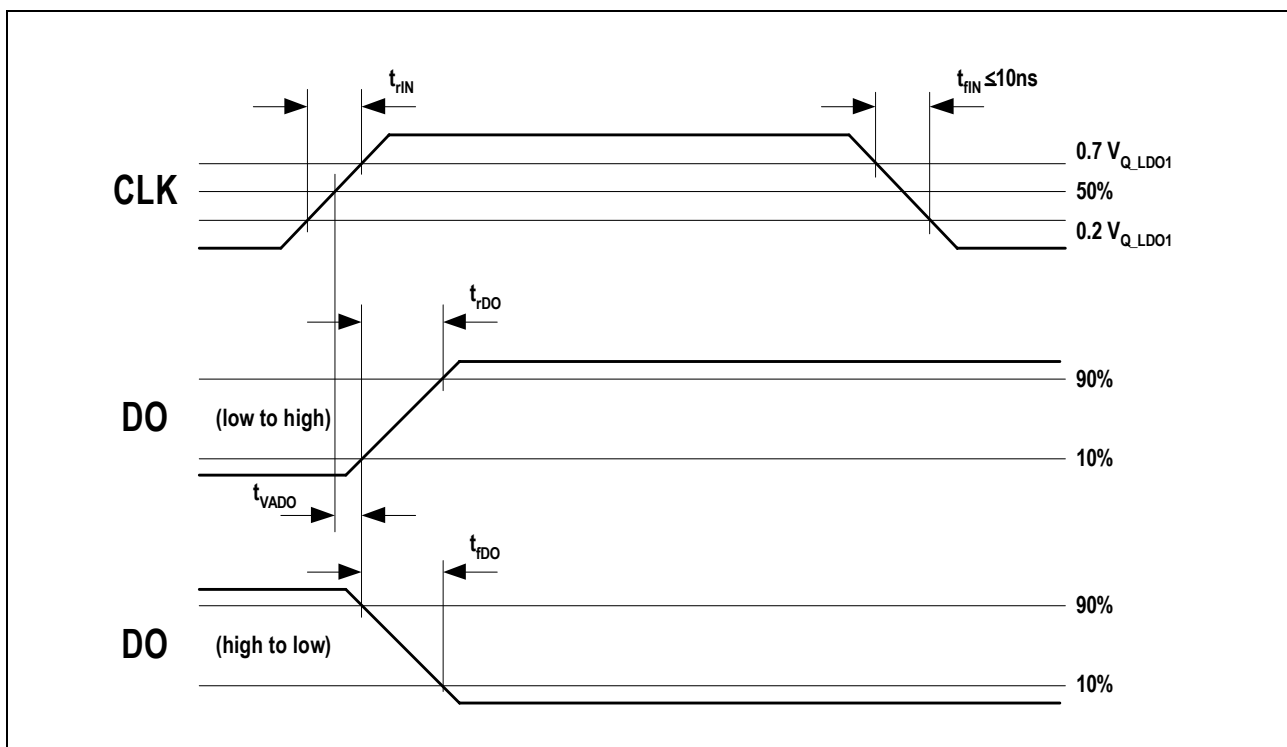 t_rIN
t_fIN ≤10ns
CLK
0.7 V_Q_LDO1
50%
0.2 V_Q_LDO1
t_rDO
DO (low to high)
90%
10%
t_VADO
t_fDO
DO (high to low)
90%
10%